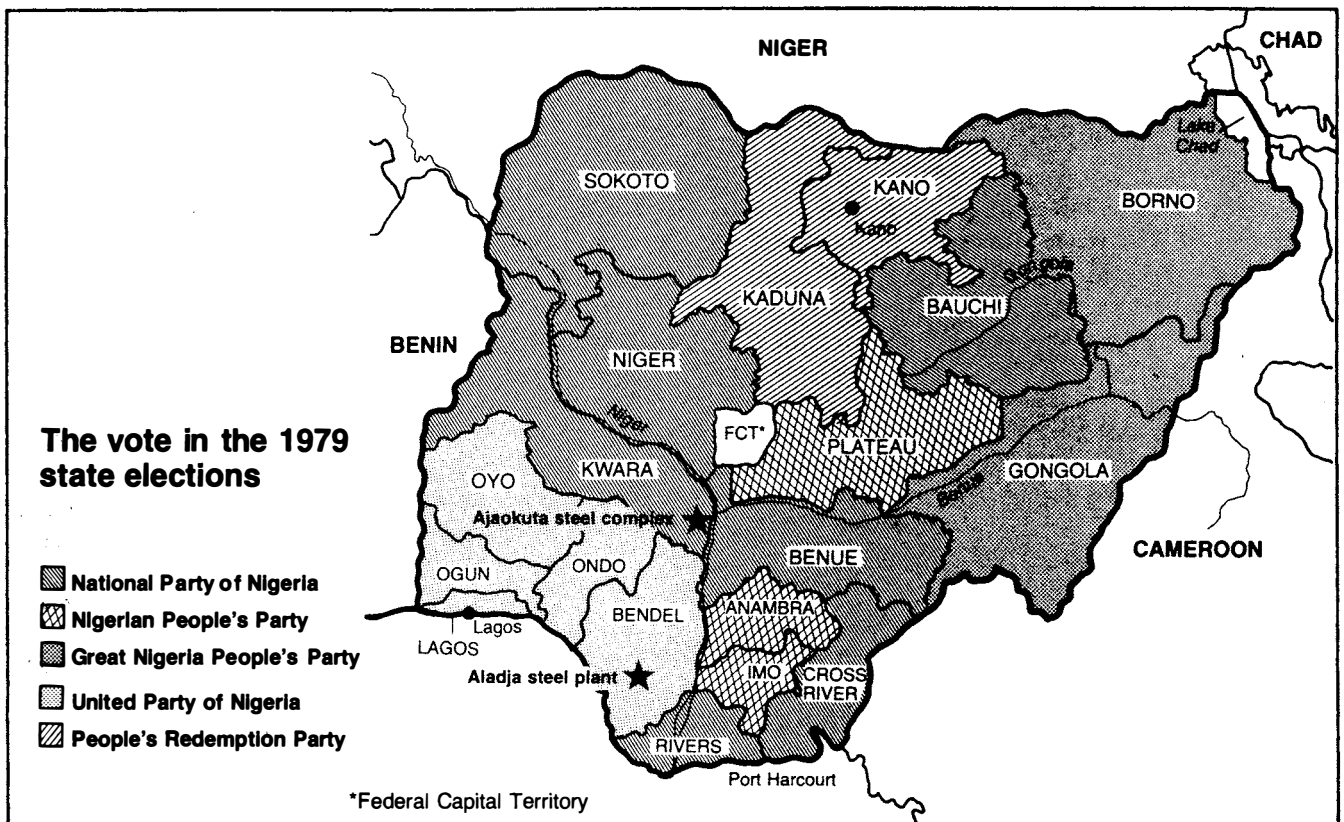 NIGER
CHAD
Lake
Chad
SOKOTO
KANO
Kano
BORNO
Gongola
KADUNA
BAUCHI
BENIN
NIGER
Niger
FCT*
PLATEAU
The vote in the 1979
state elections
OYO
KWARA
GONGOLA
Benue
Ajaokuta steel complex
BENUE
CAMEROON
National Party of Nigeria
OGUN
ONDO
Nigerian People's Party
ANAMBRA
BENDEL
Lagos
LAGOS
Great Nigeria People's Party
IMO
CROSS
RIVER
Aladja steel plant
United Party of Nigeria
People's Redemption Party
RIVERS
Port Harcourt
*Federal Capital Territory